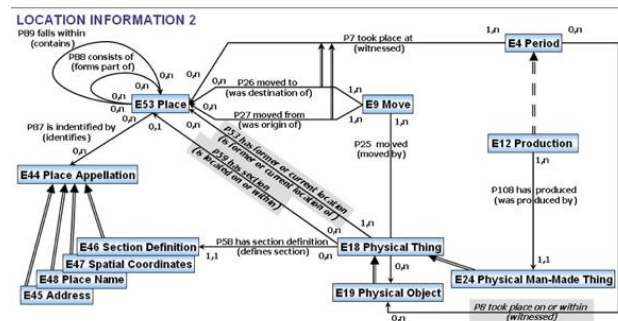 LOCATION INFORMATION 2
P89 falls within
(contains)
P88 consists of
(forms part of)
0,n
0,n
0,n
0,n
0,n
0,n
P7 took place at
(witnessed)
1,n
0,n
E4 Period
0,n
0,n
P26 moved to
(was destination of)
1,n
E53 Place
E9 Move
P27 moved from
(was origin of)
1,n
0,n
0,1
0,n
P87 is indentified by
(identifies)
0,n
P25 moved
(moved by)
1,n
E12 Production
1,n
P53 has former or current location
(is former or current location of)
P59 has section
(is located on or within)
E44 Place Appellation
P108 has produced
(was produced by)
1,n
0,n
E46 Section Definition
P58 has section definition
(defines section)
1,1
0,n
E18 Physical Thing
1,1
E47 Spatial Coordinates
E48 Place Name
E45 Address
0,n
E19 Physical Object
E24 Physical Man-Made Thing
P8 took place on or within
(witnessed)
0,n